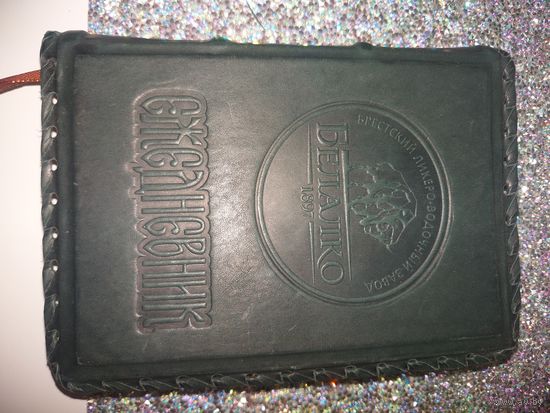 БРЕСТСКИЙ ЛИКЕРО-ВОДОЧНЫЙ ЗАВОД
БЕЛАЛКО
1897
ЕЖЕДНЕВНИК